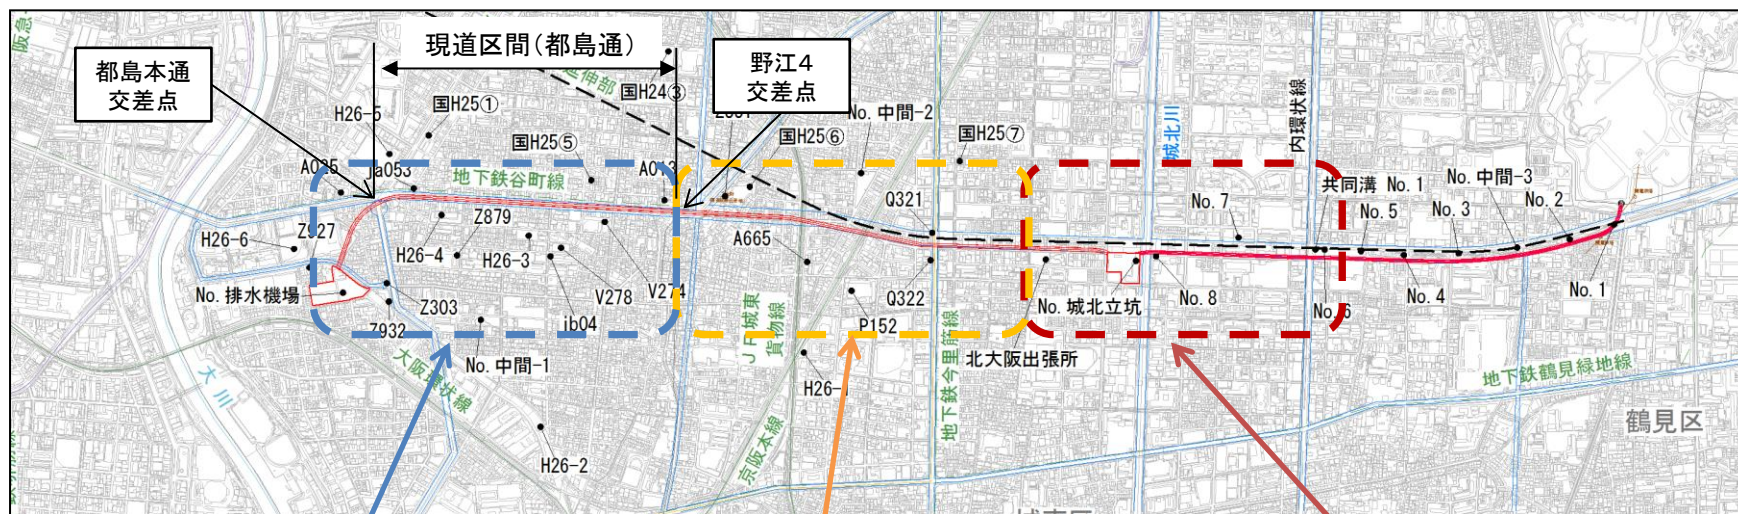 現道区間（都島通）
都島本通
交差点
野江４
交差点
阪急
延伸部
H26-5
国H25①
国H24③
国H25⑤
国H25⑥
No. 中間-2
国H25⑦
城北川
内環状線
地下鉄谷町線
共同溝 No. 1
No. 中間-3
No. 7
No. 5
No. 3
No. 2
Q321
Z879
H26-6
H26-4
H26-3
A665
No. 排水機場
Z303
Z932
V278
V274
Q322
No. 城北立坑
No. 8
No. 6
No. 4
No. 1
jb04
P152
ＪＲ城東
貨物線
北大阪出張所
No. 中間-1
大阪環状線
大川
H26-2
京阪本線
地下鉄今里筋線
地下鉄鶴見緑地線
鶴見区